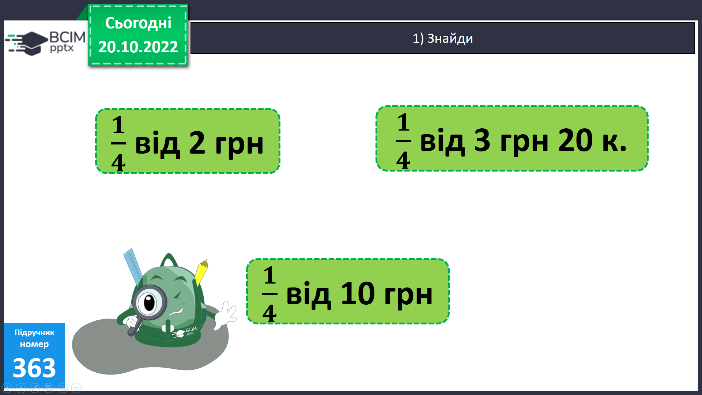 BCIM
pptx
Сьогодні
20.10.2022
1) Знайди
1/4 від 2 грн
1/4 від 3 грн 20 к.
1/4 від 10 грн
Підручник
номер
363